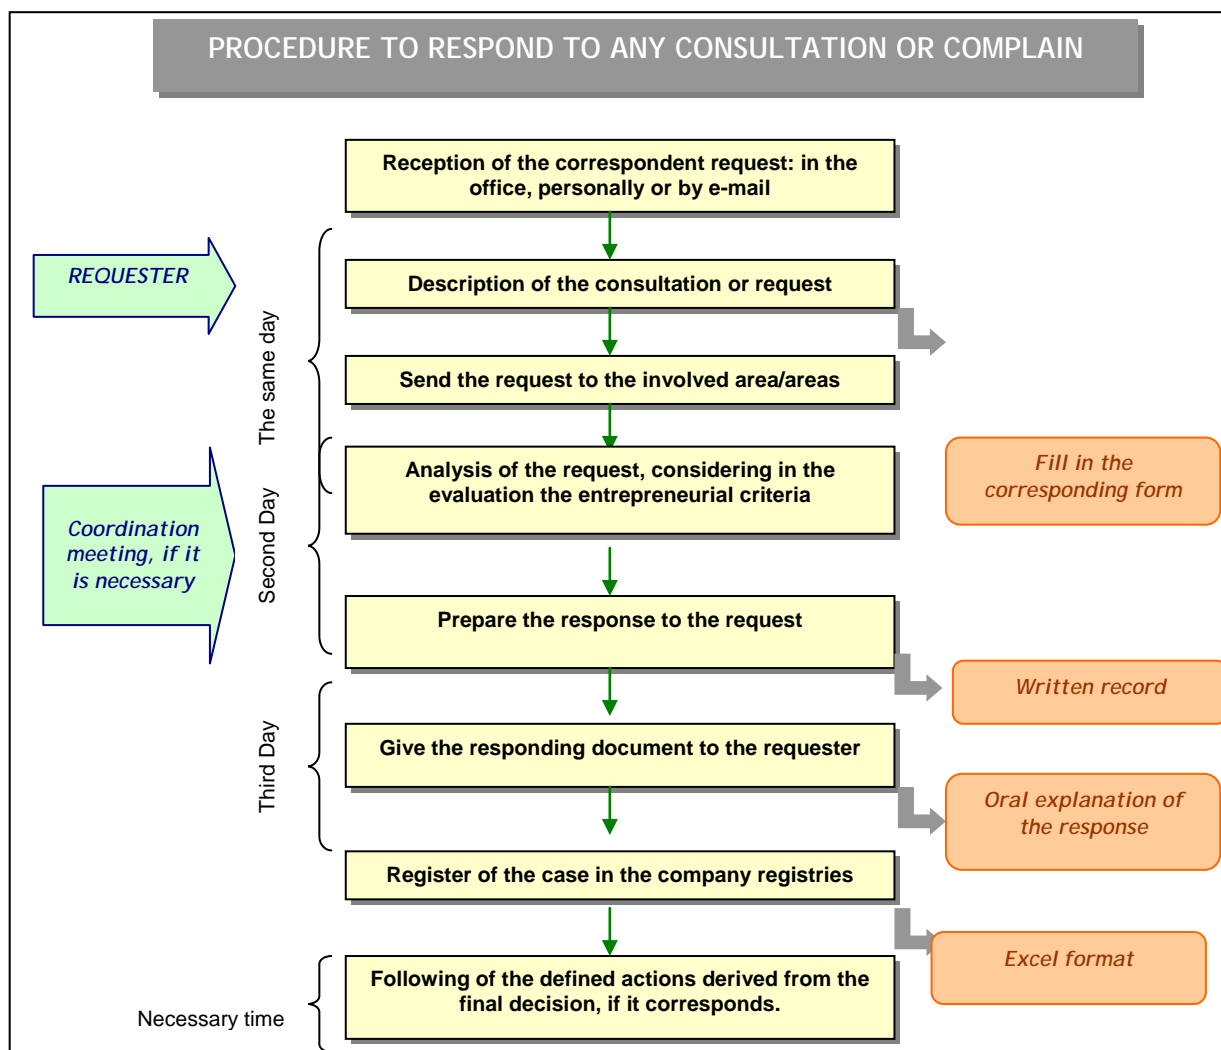 PROCEDURE TO RESPOND TO ANY CONSULTATION OR COMPLAIN
Reception of the correspondent request: in the
office, personally or by e-mail
REQUESTER
Description of the consultation or request
The same day
Send the request to the involved area/areas
Analysis of the request, considering in the
evaluation the entrepreneurial criteria
Fill in the
corresponding form
Coordination
meeting, if it
is necessary
Second Day
Prepare the response to the request
Written record
Third Day
Give the responding document to the requester
Oral explanation of
the response
Register of the case in the company registries
Excel format
Necessary time
Following of the defined actions derived from the
final decision, if it corresponds.